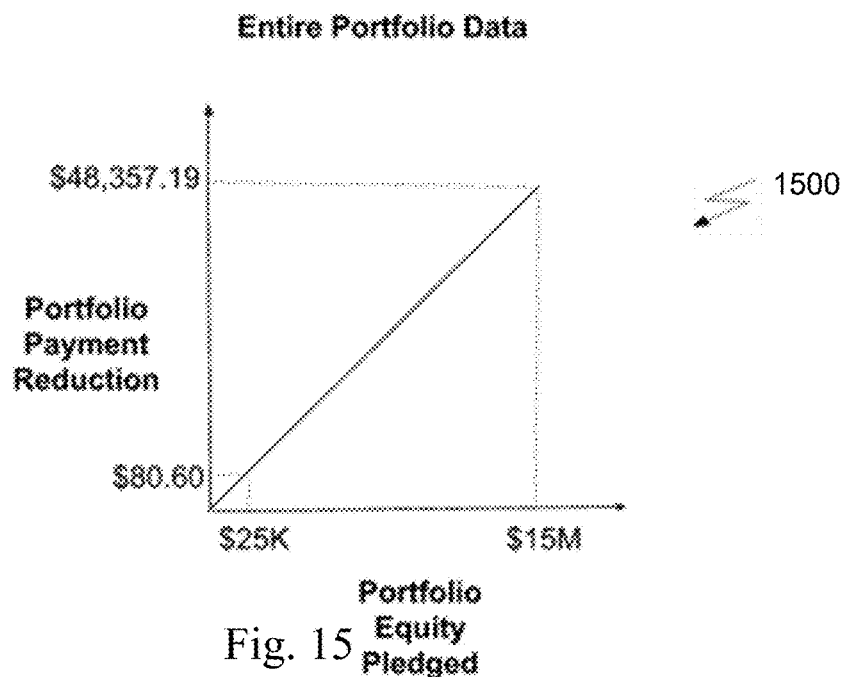 Entire Portfolio Data
$48,357.19
1500
Portfolio
Payment
Reduction
$80.60
$25K
$15M
Portfolio
Equity
Pledged
Fig. 15